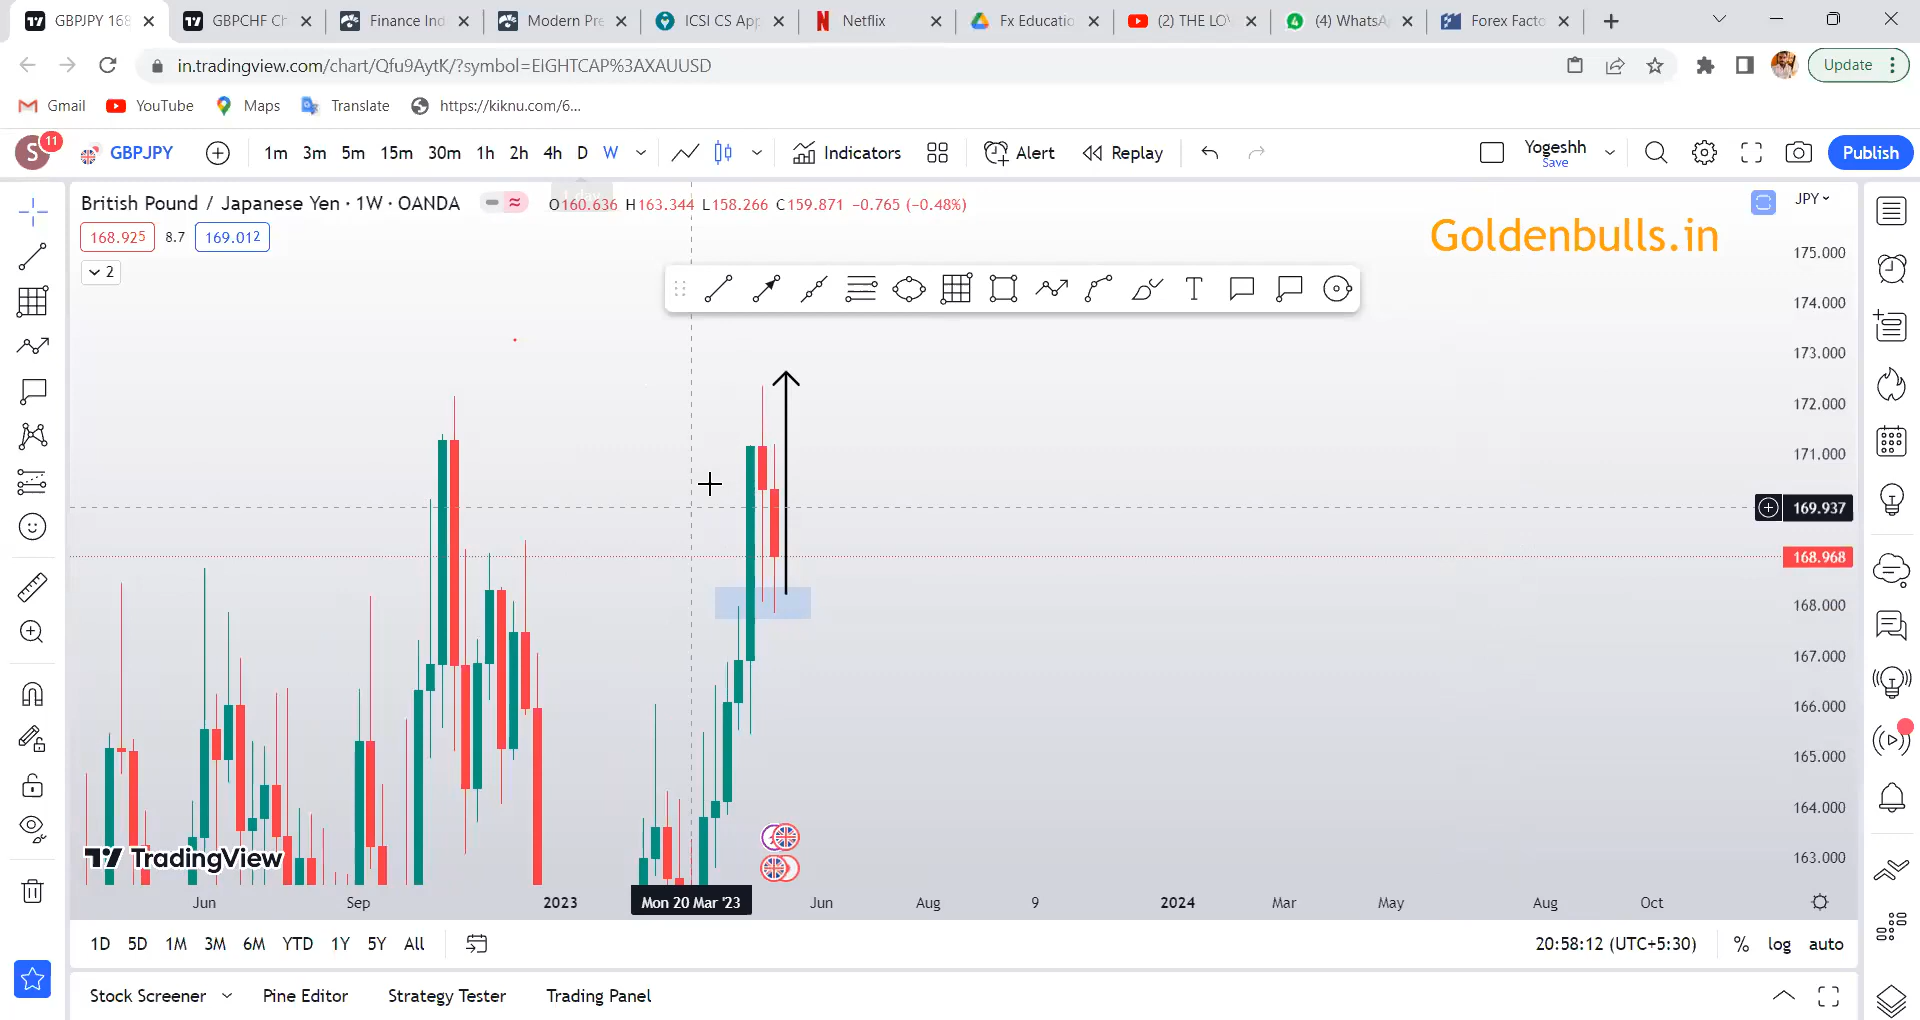 GBPJPY 168
GBPCHF Ch
Finance Ind
Modern Pre
ICSI CS App
Netflix
Fx Educatio
(2) THE LOV
(4) WhatsA
Forex Facto
in.tradingview.com/chart/Qfu9AytK/?symbol=EIGHTCAP%3AXAUUSD
Update
Gmail
YouTube
Maps
Translate
https://kiknu.com/6...
S
11
GBPJPY
1m 3m 5m 15m 30m 1h 2h 4h D W
Indicators
Alert
Replay
Yogeshh
Save
Publish
British Pound / Japanese Yen · 1W · OANDA
O160.636 H163.344 L158.266 C159.871 −0.765 (−0.48%)
JPY
168.925 8.7 169.012
2
Goldenbulls.in
175.000
174.000
173.000
172.000
171.000
169.937
168.968
168.000
167.000
166.000
165.000
164.000
163.000
TradingView
Jun Sep 2023 Mon 20 Mar '23 Jun Aug 9 2024 Mar May Aug Oct
1D 5D 1M 3M 6M YTD 1Y 5Y All
20:58:12 (UTC+5:30) % log auto
Stock Screener Pine Editor Strategy Tester Trading Panel